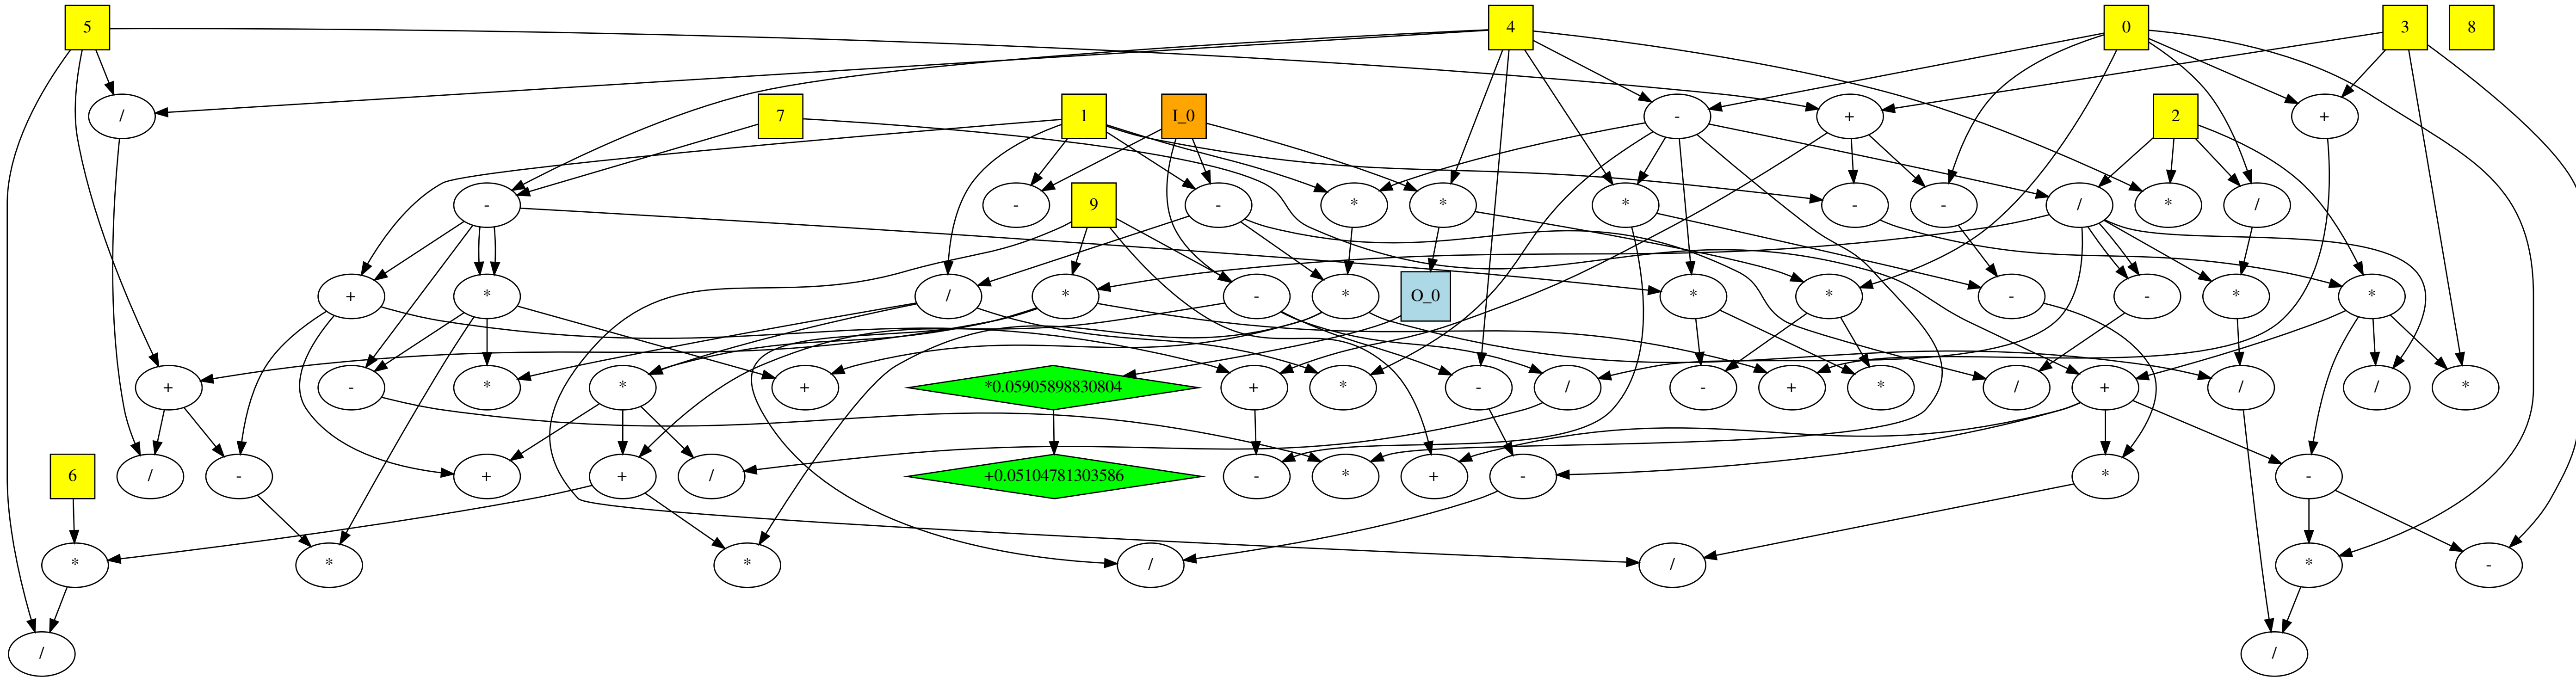 5 4 0 3 8
/ 7 1 I_0 - + 2 +
- - 9 - * * * - - / * /
+ * / * - * O_0 * * - - * *
+ - * * + *0.05905898830804 + * - / - + * / + / / *
6 / - + + / +0.05104781303586 - * + - * -
* * * / / * -
/ /